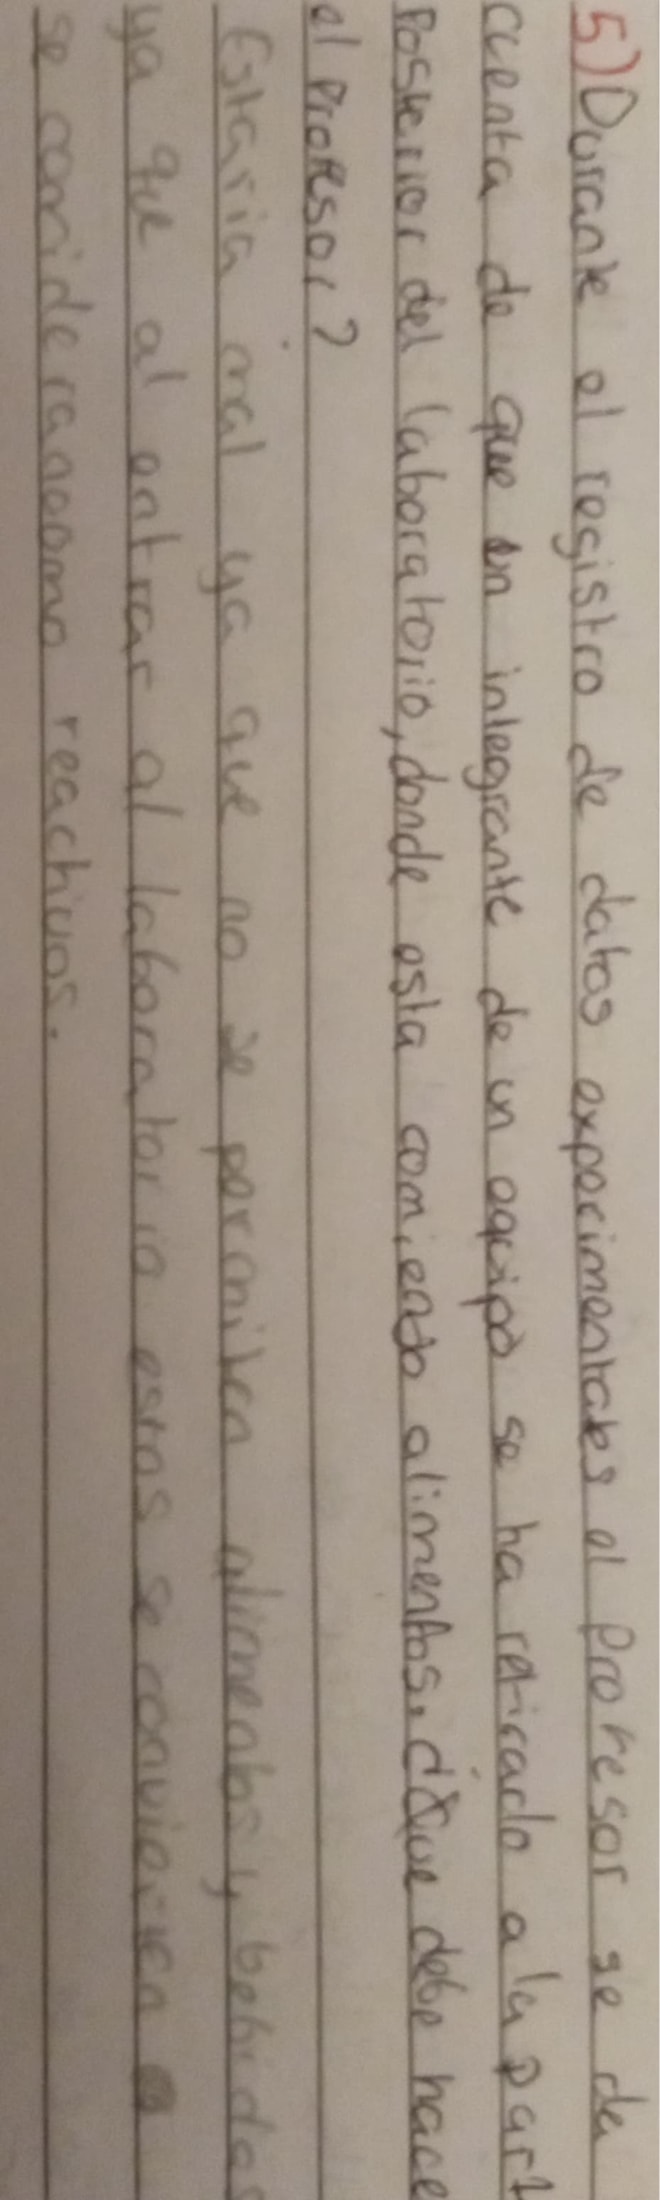 5) Durante el registro de datos experimentales el Profesor se da
cuenta de que un integrante de un equipo se ha retirado a la part
Posterior del laboratorio, donde esta comiendo alimentos. ¿Que debe hace
el Profesor?
Estaria mal ya que no se permiten alimentos y bebidas
ya que al entrar al laboratorio estos se convierten o
se consideran como reactivos.